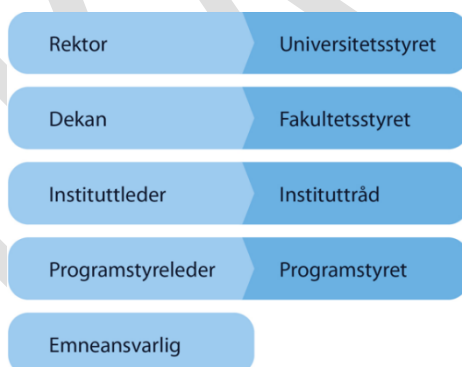 Rektor Universitetsstyret
Dekan Fakultetsstyret
Instituttleder Instituttråd
Programstyreleder Programstyret
Emneansvarlig